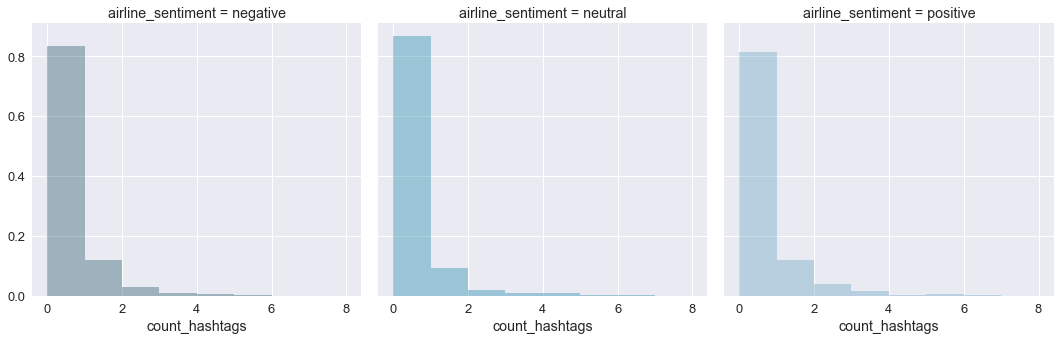 airline_sentiment = negative
airline_sentiment = neutral
airline_sentiment = positive
0.8
0.6
0.4
0.2
0.0
0 2 4 6 8
0 2 4 6 8
0 2 4 6 8
count_hashtags
count_hashtags
count_hashtags